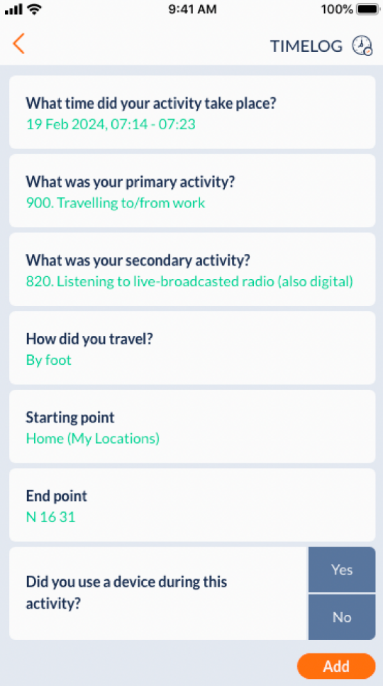 9:41 AM
100%
TIMELOG
What time did your activity take place?
19 Feb 2024, 07:14 - 07:23
What was your primary activity?
900. Travelling to/from work
What was your secondary activity?
820. Listening to live-broadcasted radio (also digital)
How did you travel?
By foot
Starting point
Home (My Locations)
End point
N 16 31
Did you use a device during this
activity?
Yes
No
Add